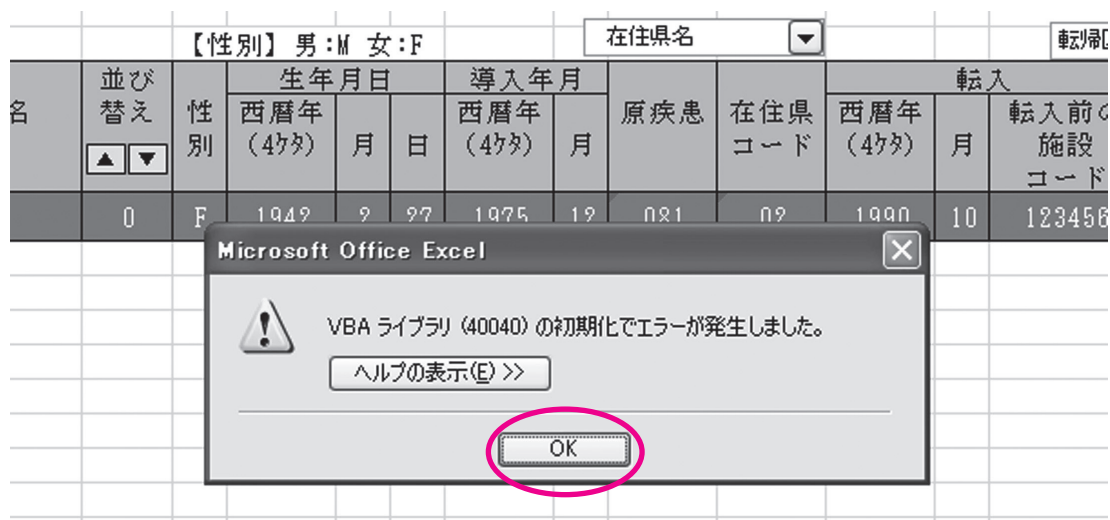 【性別】 男:M 女:F
在住県名
転帰
名
並び
替え
性
別
生年月日
西暦年
(4ケタ)
月
日
導入年月
西暦年
(4ケタ)
月
原疾患
在住県
コード
転入
西暦年
(4ケタ)
月
転入前の
施設
コード
0 F 1942 2 27 1975 12 081 02 1990 10 123456
Microsoft Office Excel
VBA ライブラリ (40040) の初期化でエラーが発生しました。
ヘルプの表示(E) >>
OK